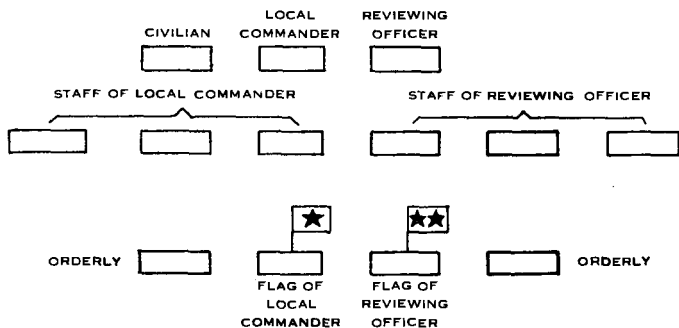 CIVILIAN
LOCAL
COMMANDER
REVIEWING
OFFICER
STAFF OF LOCAL COMMANDER
STAFF OF REVIEWING OFFICER
ORDERLY
FLAG OF
LOCAL
COMMANDER
FLAG OF
REVIEWING
OFFICER
ORDERLY